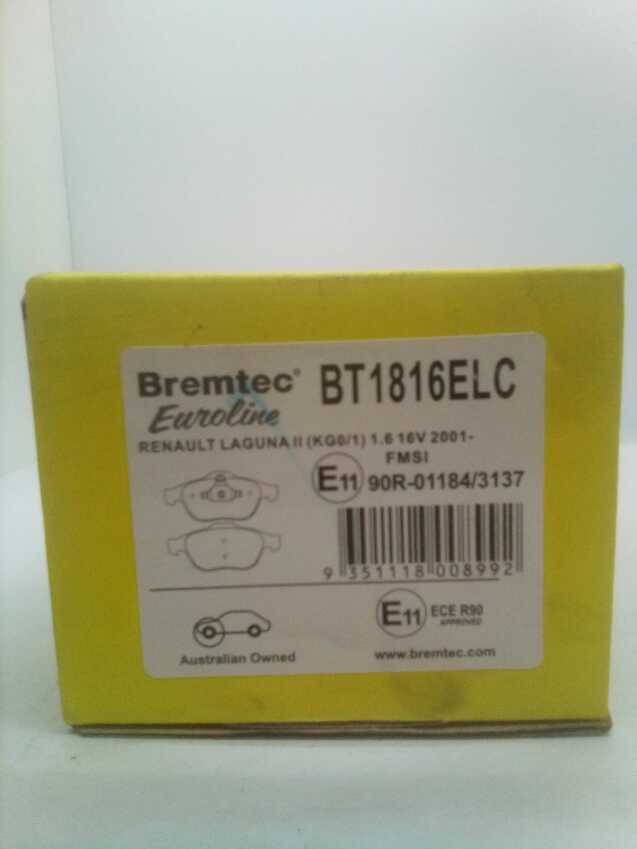 Bremtec® BT1816ELC
Euroline
RENAULT LAGUNA II (KG0/1) 1.6 16V 2001-
FMSI
E11 90R-01184/3137
9 351118 008992
E11 ECE R90
APPROVED
Australian Owned
www.bremtec.com